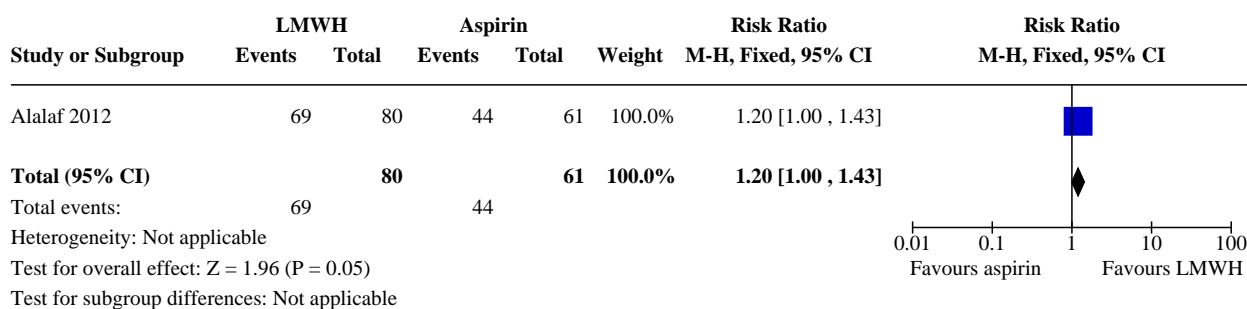 LMWH Aspirin Risk Ratio Risk Ratio
Study or Subgroup Events Total Events Total Weight M-H, Fixed, 95% CI M-H, Fixed, 95% CI
Alalaf 2012 69 80 44 61 100.0% 1.20 [1.00 , 1.43]
Total (95% CI) 80 61 100.0% 1.20 [1.00 , 1.43]
Total events: 69 44
Heterogeneity: Not applicable 0.01 0.1 1 10 100
Test for overall effect: Z = 1.96 (P = 0.05) Favours aspirin Favours LMWH
Test for subgroup differences: Not applicable